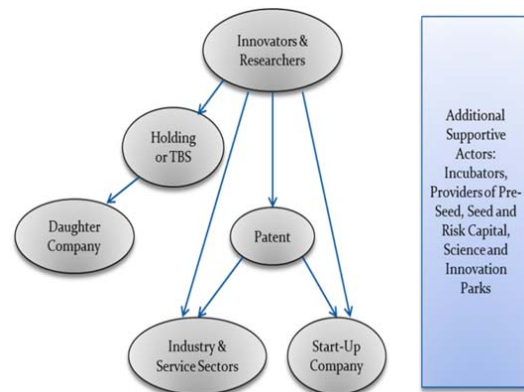 Innovators &
Researchers
Holding
or TBS
Daughter
Company
Patent
Industry &
Service Sectors
Start-Up
Company
Additional
Supportive
Actors:
Incubators,
Providers of Pre-
Seed, Seed and
Risk Capital,
Science and
Innovation
Parks